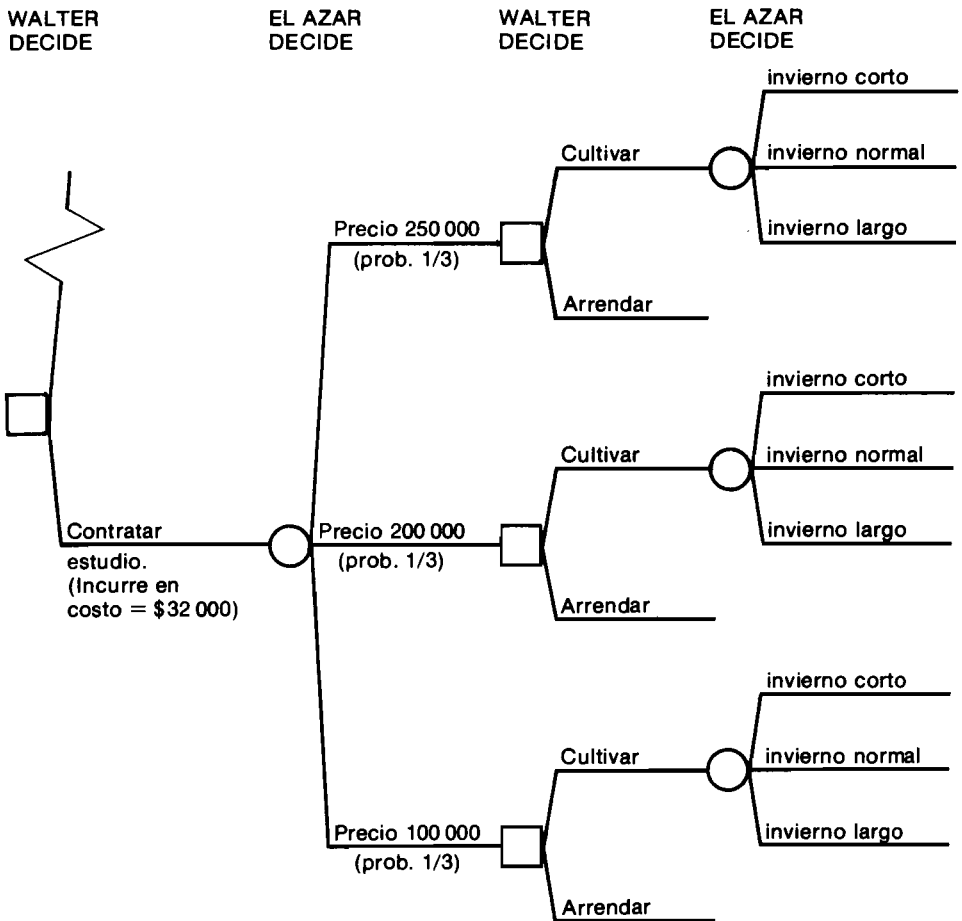 WALTER
DECIDE
EL AZAR
DECIDE
WALTER
DECIDE
EL AZAR
DECIDE
invierno corto
Cultivar
invierno normal
Precio 250 000
(prob. 1/3)
invierno largo
Arrendar
invierno corto
Cultivar
invierno normal
Contratar
estudio.
(Incurre en
costo = $32 000)
Precio 200 000
(prob. 1/3)
invierno largo
Arrendar
invierno corto
Cultivar
invierno normal
Precio 100 000
(prob. 1/3)
invierno largo
Arrendar